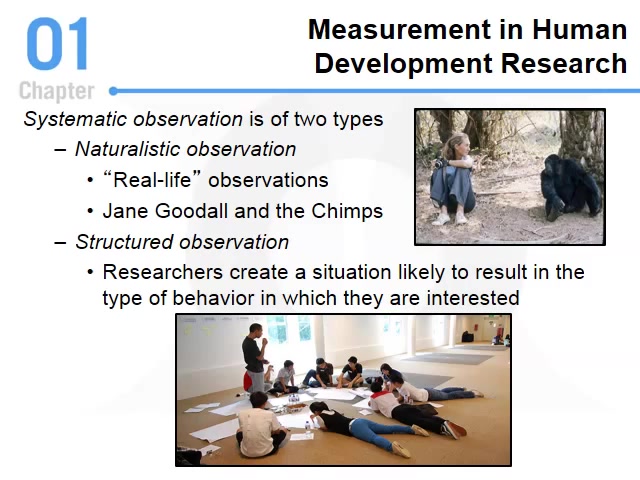 01
Chapter
Measurement in Human
Development Research
Systematic observation is of two types
– Naturalistic observation
• “Real-life” observations
• Jane Goodall and the Chimps
– Structured observation
• Researchers create a situation likely to result in the
type of behavior in which they are interested